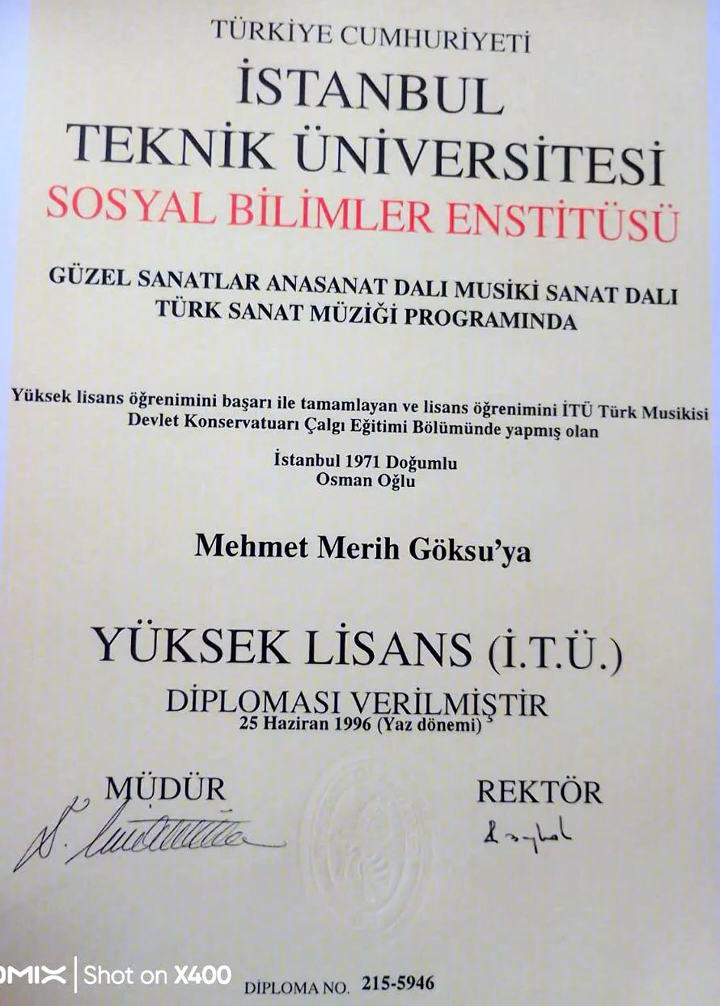 TÜRKİYE CUMHURİYETİ
İSTANBUL
TEKNİK ÜNİVERSİTESİ
SOSYAL BİLİMLER ENSTİTÜSÜ
GÜZEL SANATLAR ANASANAT DALI MUSİKİ SANAT DALI
TÜRK SANAT MÜZİĞİ PROGRAMINDA
Yüksek lisans öğrenimini başarı ile tamamlayan ve lisans öğrenimini İTÜ Türk Musikisi
Devlet Konservatuarı Çalgı Eğitimi Bölümünde yapmış olan
İstanbul 1971 Doğumlu
Osman Oğlu
Mehmet Merih Göksu'ya
YÜKSEK LİSANS (İ.T.Ü.)
DİPLOMASI VERİLMİŞTİR
25 Haziran 1996 (Yaz dönemi)
MÜDÜR
REKTÖR
Shot on X400
DİPLOMA NO. 215-5946